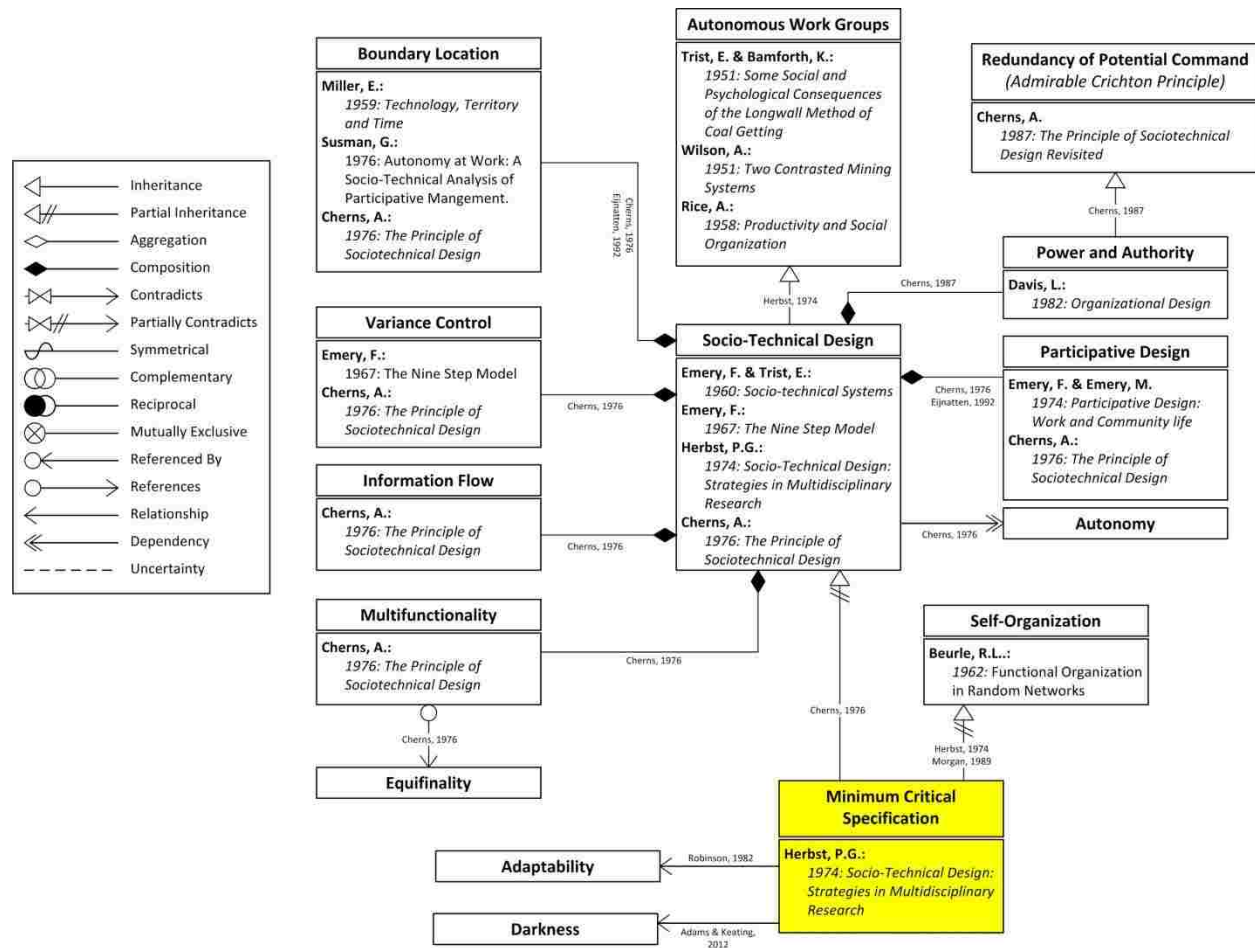 Inheritance
Partial Inheritance
Aggregation
Composition
Contradicts
Partially Contradicts
Symmetrical
Complementary
Reciprocal
Mutually Exclusive
Referenced By
References
Relationship
Dependency
Uncertainty
Boundary Location
Miller, E.:
1959: Technology, Territory
and Time
Susman, G.:
1976: Autonomy at Work: A
Socio-Technical Analysis of
Participative Mangement.
Cherns, A.:
1976: The Principle of
Sociotechnical Design
Cherns, 1976
Eijnatten, 1992
Autonomous Work Groups
Trist, E. & Bamforth, K.:
1951: Some Social and
Psychological Consequences
of the Longwall Method of
Coal Getting
Wilson, A.:
1951: Two Contrasted Mining
Systems
Rice, A.:
1958: Productivity and Social
Organization
Herbst, 1974
Redundancy of Potential Command
(Admirable Crichton Principle)
Cherns, A.
1987: The Principle of Sociotechnical
Design Revisited
Cherns, 1987
Power and Authority
Davis, L.:
1982: Organizational Design
Cherns, 1987
Variance Control
Emery, F.:
1967: The Nine Step Model
Cherns, A.:
1976: The Principle of
Sociotechnical Design
Cherns, 1976
Socio-Technical Design
Emery, F. & Trist, E.:
1960: Socio-technical Systems
Emery, F.:
1967: The Nine Step Model
Herbst, P.G.:
1974: Socio-Technical Design:
Strategies in Multidisciplinary
Research
Cherns, A.:
1976: The Principle of
Sociotechnical Design
Participative Design
Emery, F. & Emery, M.
1974: Participative Design:
Work and Community life
Cherns, A.:
1976: The Principle of
Sociotechnical Design
Cherns, 1976
Eijnatten, 1992
Information Flow
Cherns, A.:
1976: The Principle of
Sociotechnical Design
Cherns, 1976
Autonomy
Cherns, 1976
Multifunctionality
Cherns, A.:
1976: The Principle of
Sociotechnical Design
Cherns, 1976
Cherns, 1976
Equifinality
Self-Organization
Beurle, R.L..:
1962: Functional Organization
in Random Networks
Cherns, 1976
Herbst, 1974
Morgan, 1989
Minimum Critical
Specification
Herbst, P.G.:
1974: Socio-Technical Design:
Strategies in Multidisciplinary
Research
Adaptability
Robinson, 1982
Darkness
Adams & Keating,
2012